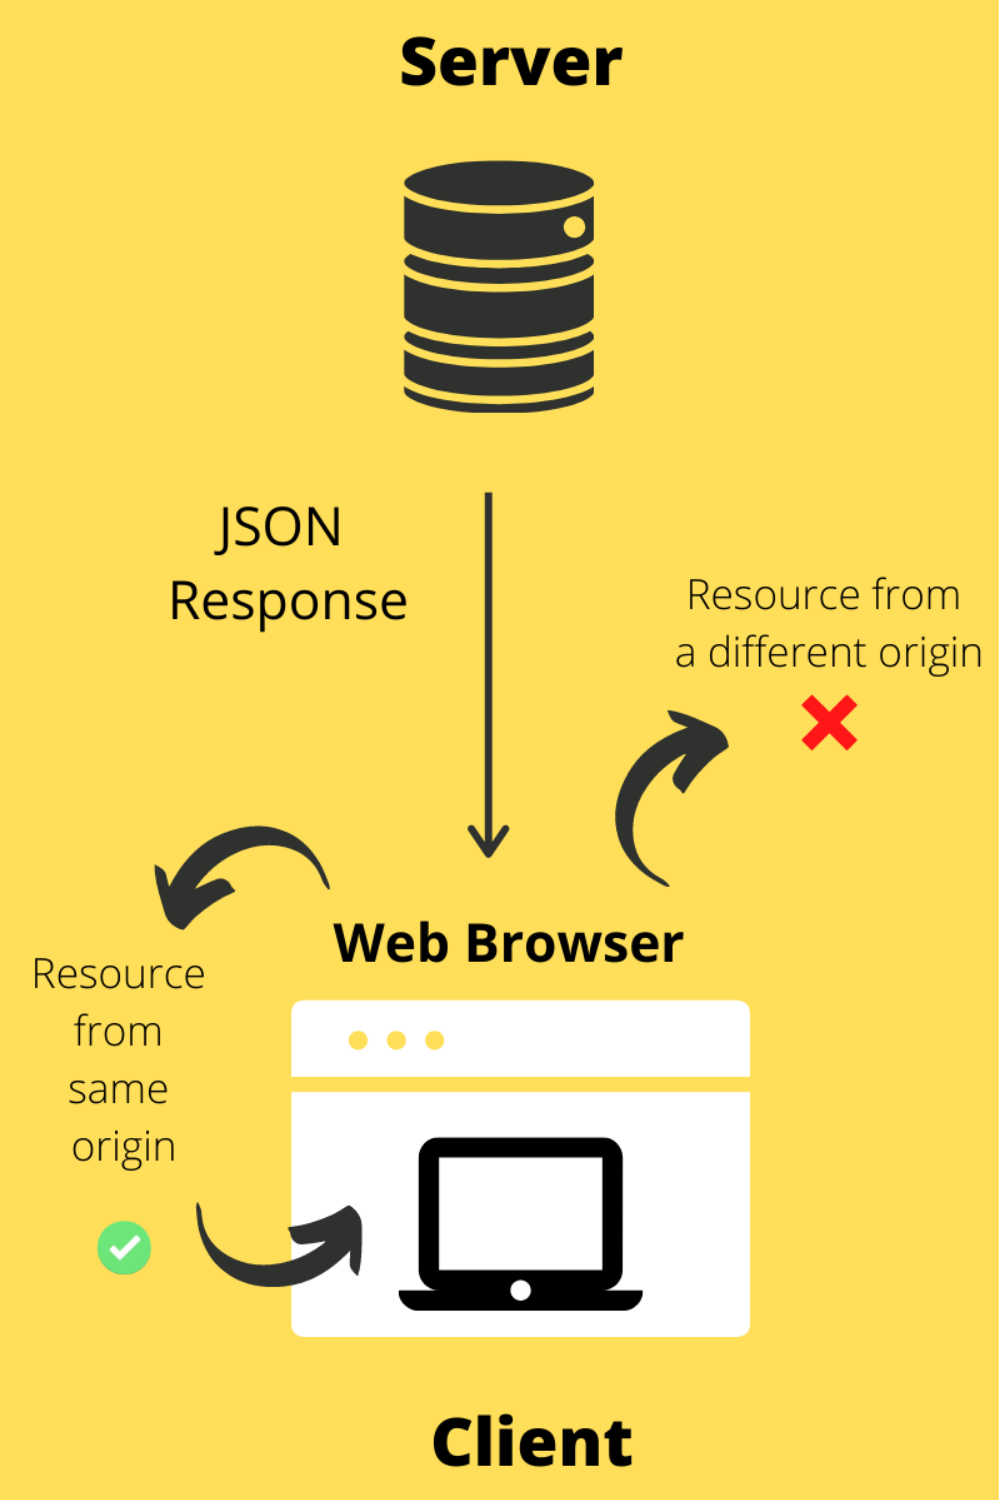 Server
JSON
Response
Resource from
a different origin
Web Browser
Resource
from
same
origin
Client